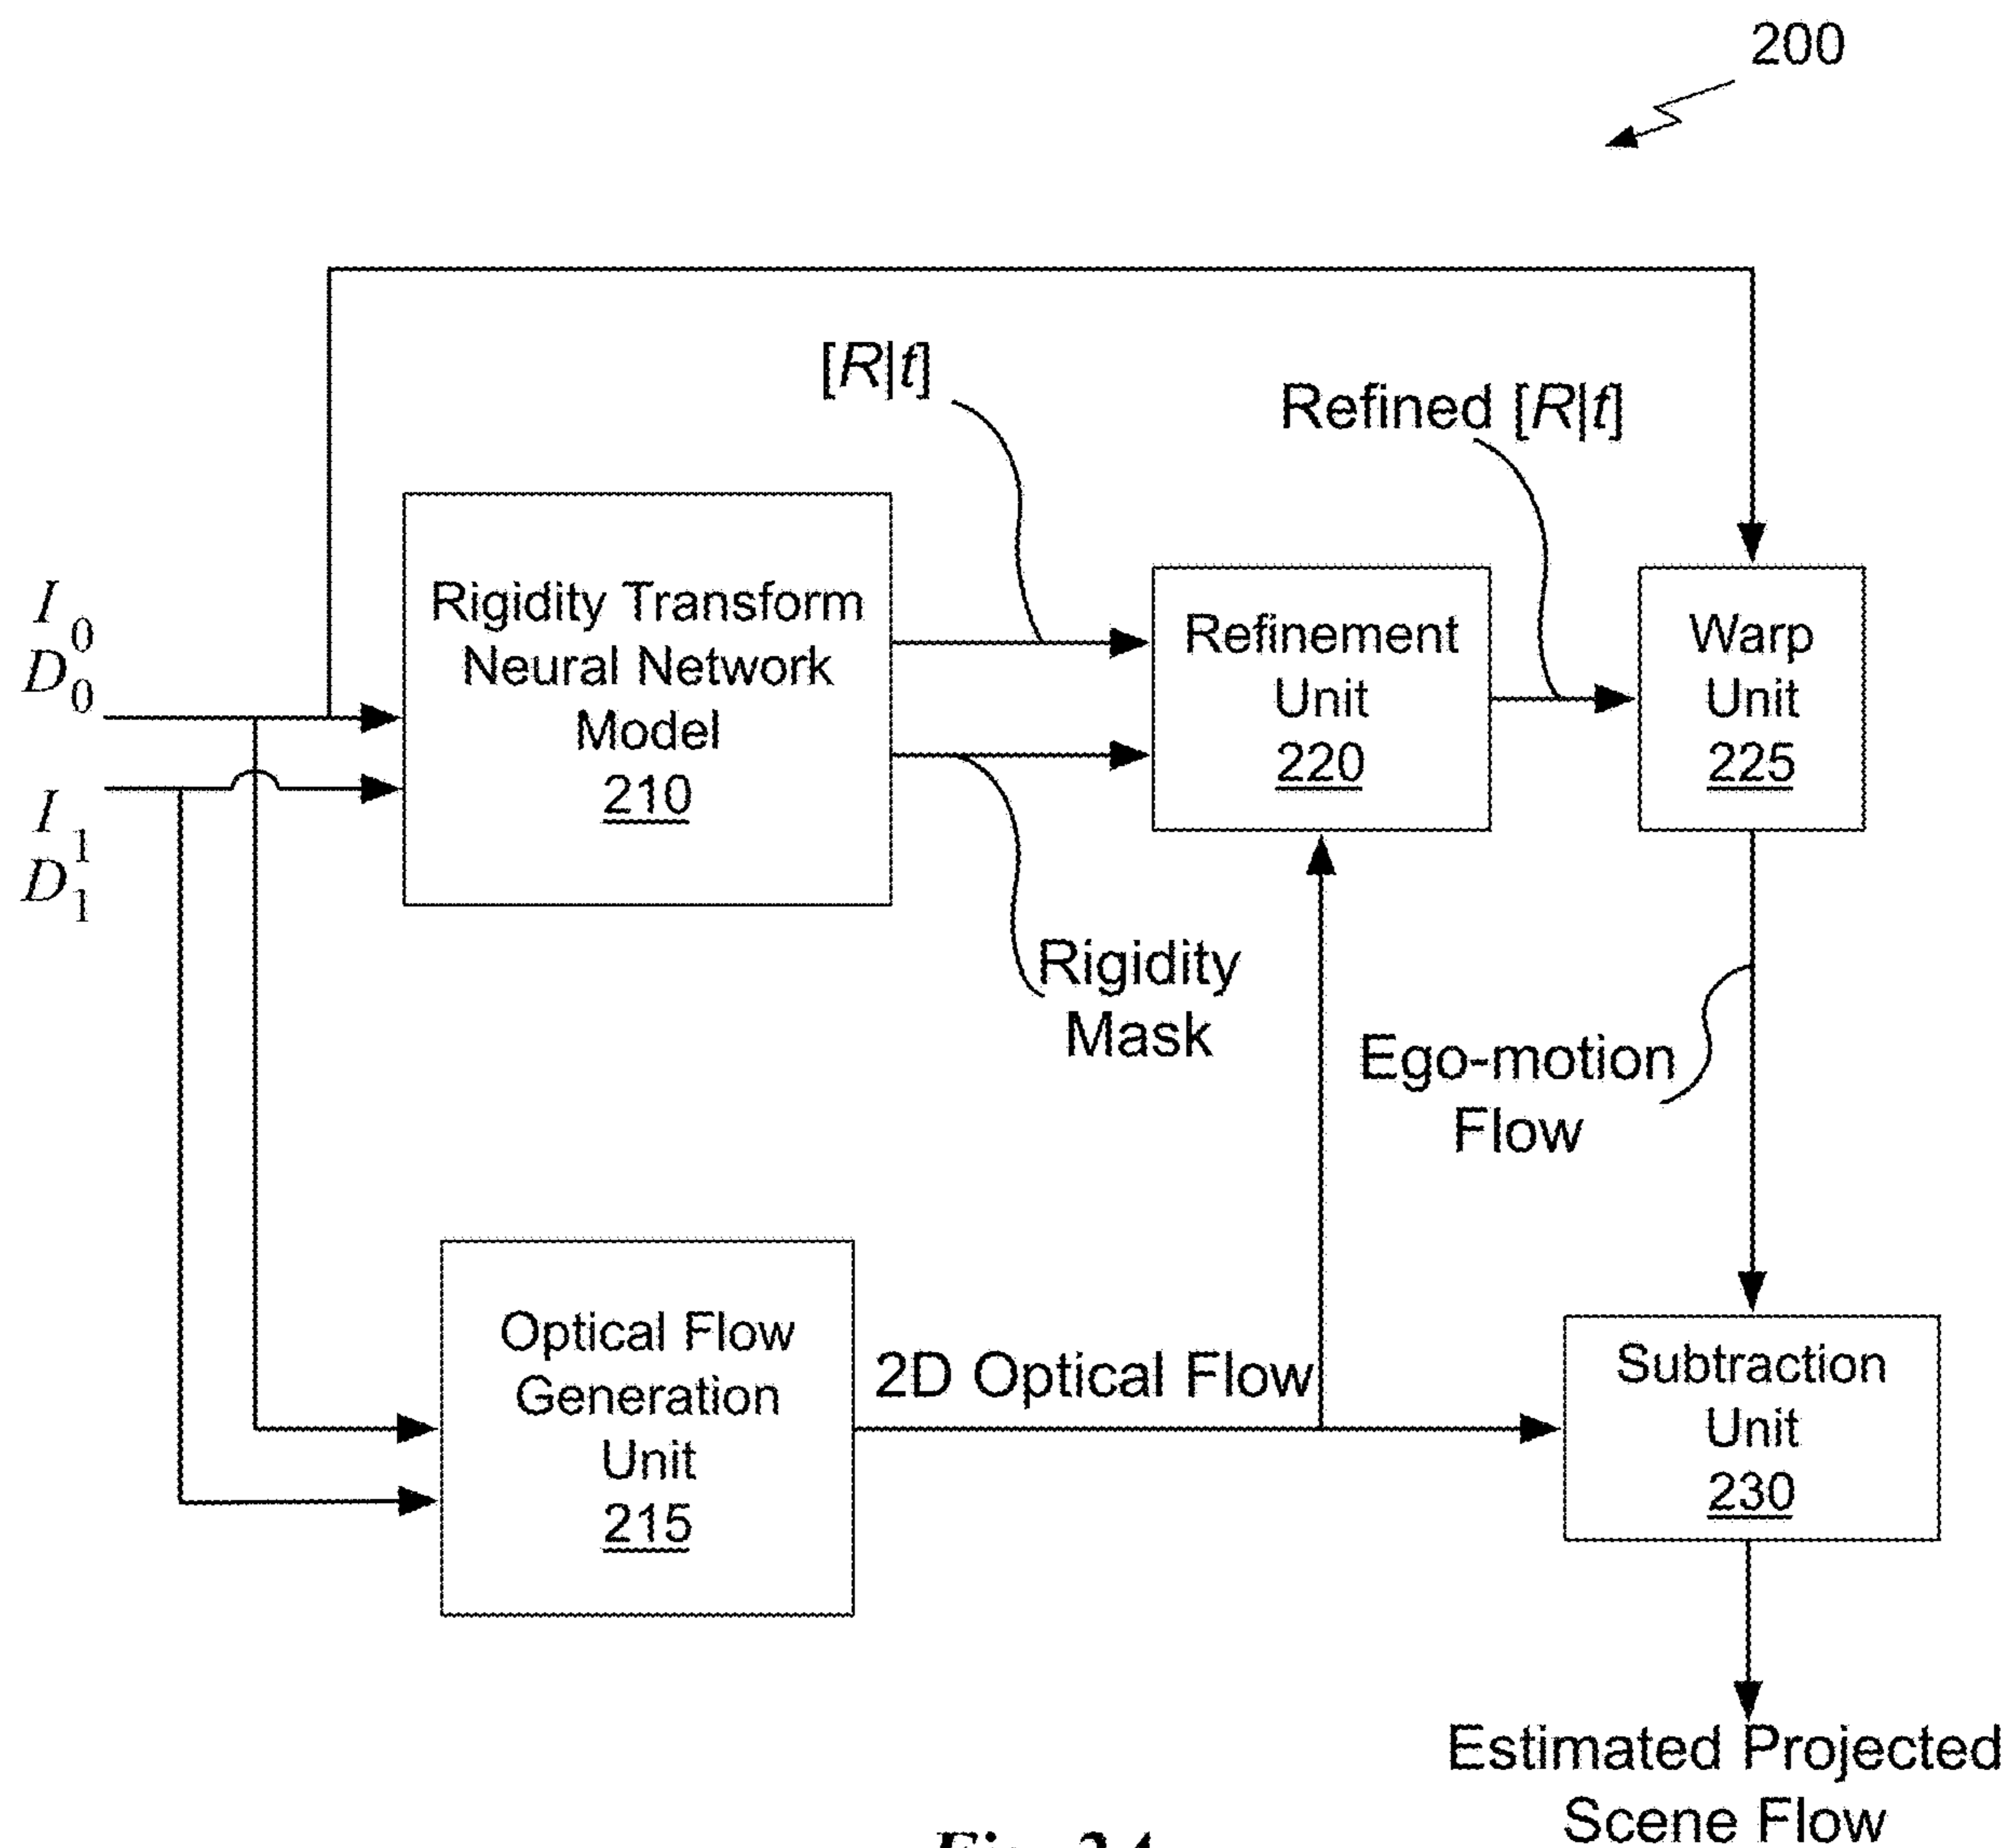 200
[R|t]
Refined [R|t]
I0
D0
I1
D1
Rigidity Transform
Neural Network
Model
210
Refinement
Unit
220
Warp
Unit
225
Rigidity
Mask
Ego-motion
Flow
Optical Flow
Generation
Unit
215
2D Optical Flow
Subtraction
Unit
230
Estimated Projected
Scene Flow